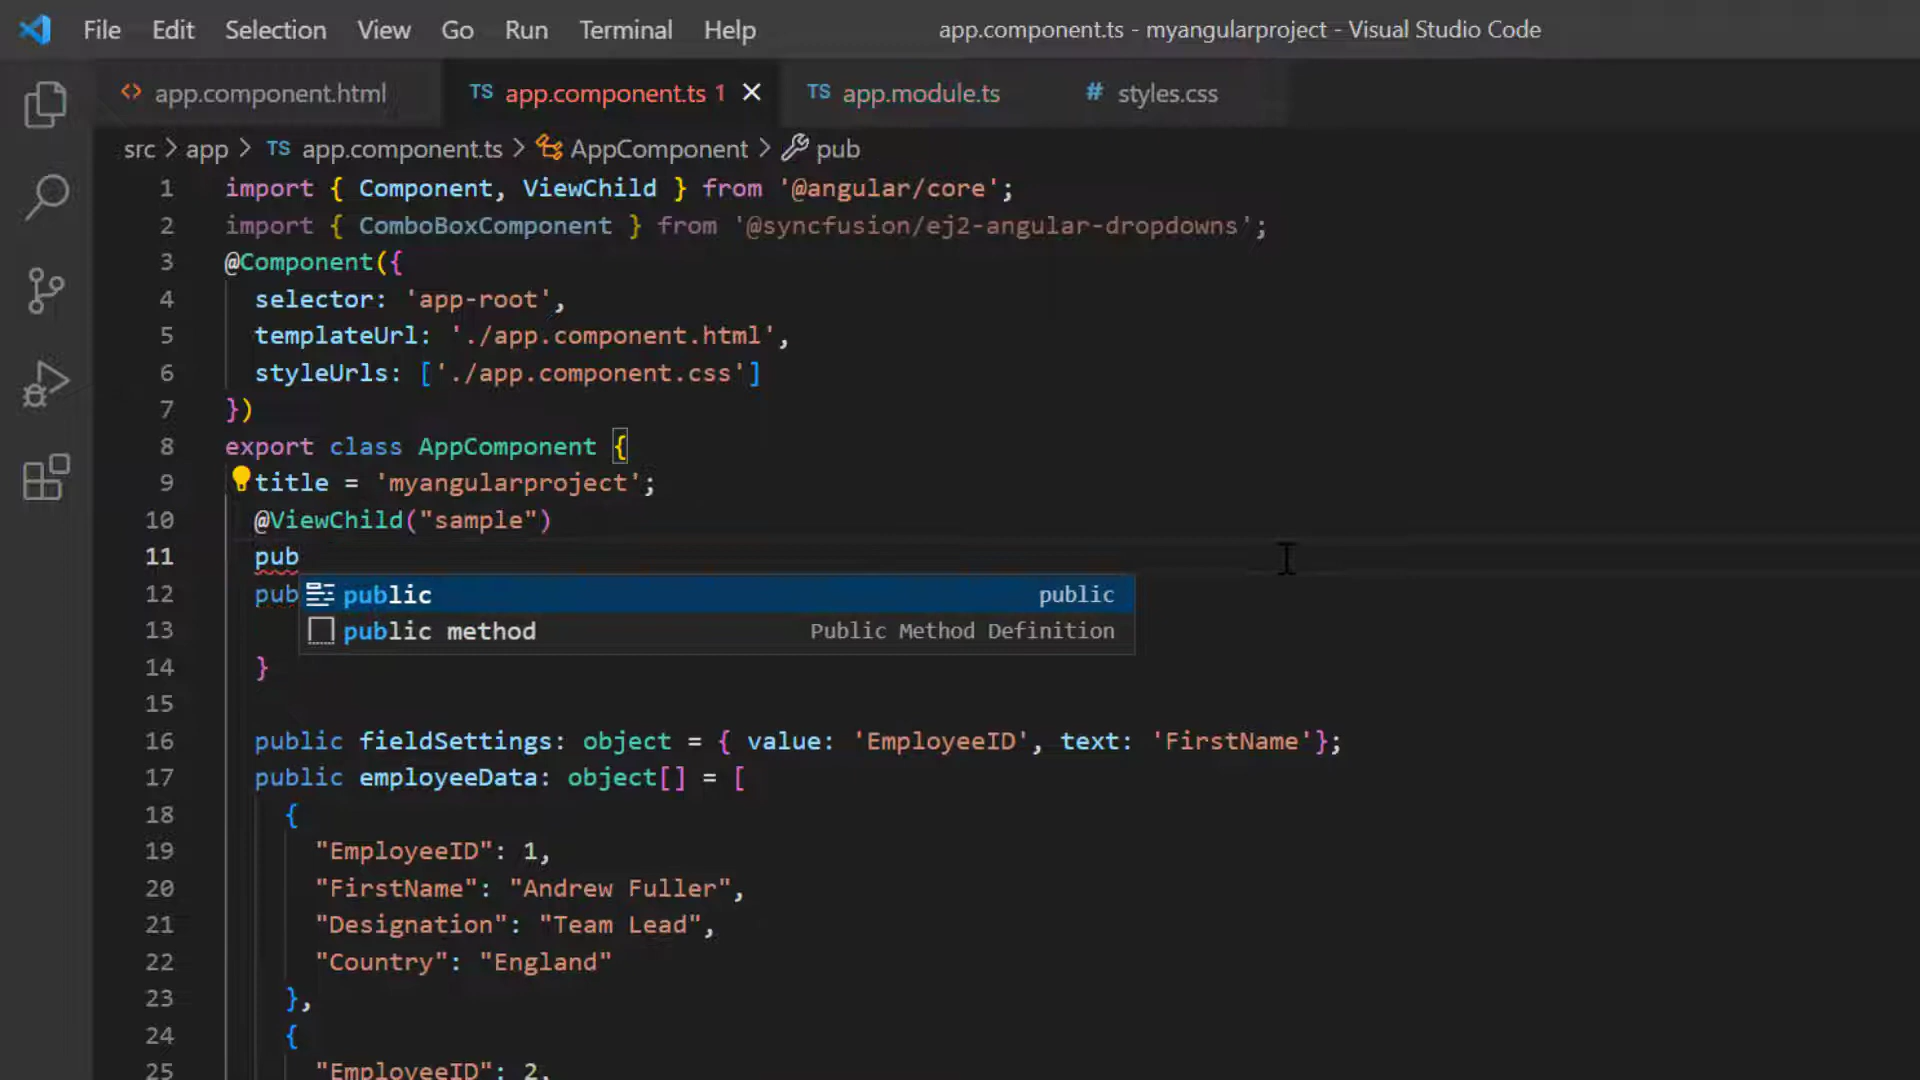 File Edit Selection View Go Run Terminal Help app.component.ts - myangularproject - Visual Studio Code
<> app.component.html TS app.component.ts 1 × TS app.module.ts # styles.css
src > app > TS app.component.ts > AppComponent > pub
1 import { Component, ViewChild } from '@angular/core';
2 import { ComboBoxComponent } from '@syncfusion/ej2-angular-dropdowns';
3 @Component({
4 selector: 'app-root',
5 templateUrl: './app.component.html',
6 styleUrls: ['./app.component.css']
7 })
8 export class AppComponent {
9 title = 'myangularproject';
10 @ViewChild("sample")
11 pub
12 pub public public
13 public method Public Method Definition
14 }
15
16 public fieldSettings: object = { value: 'EmployeeID', text: 'FirstName'};
17 public employeeData: object[] = [
18 {
19 "EmployeeID": 1,
20 "FirstName": "Andrew Fuller",
21 "Designation": "Team Lead",
22 "Country": "England"
23 },
24 {
25 "EmployeeID": 2,